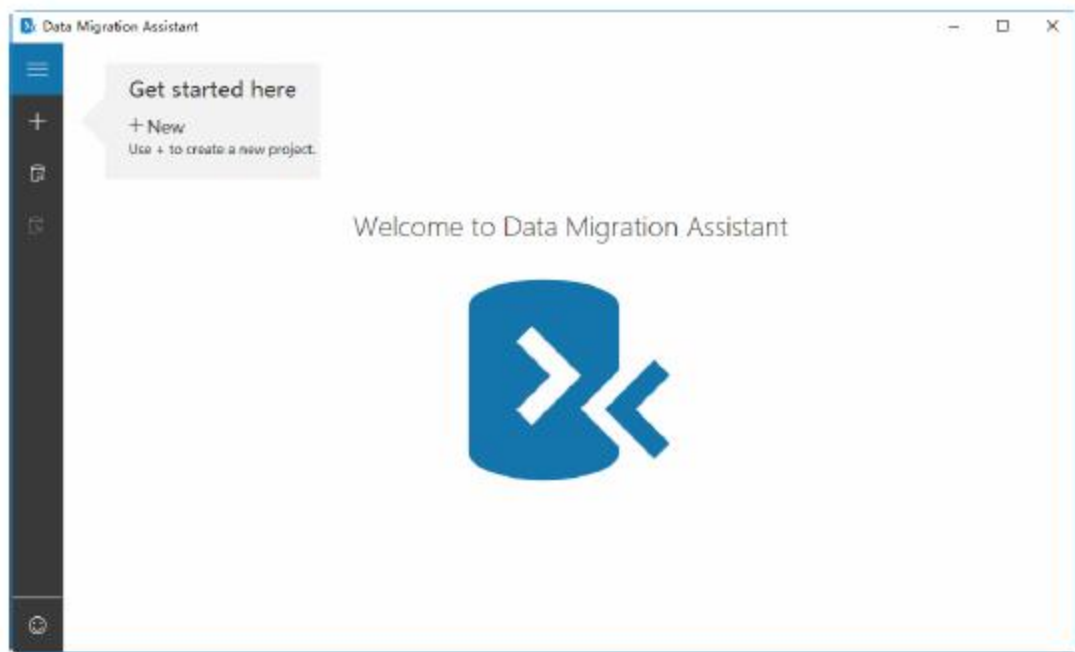 Data Migration Assistant
Get started here
+ New
Use + to create a new project.
Welcome to Data Migration Assistant